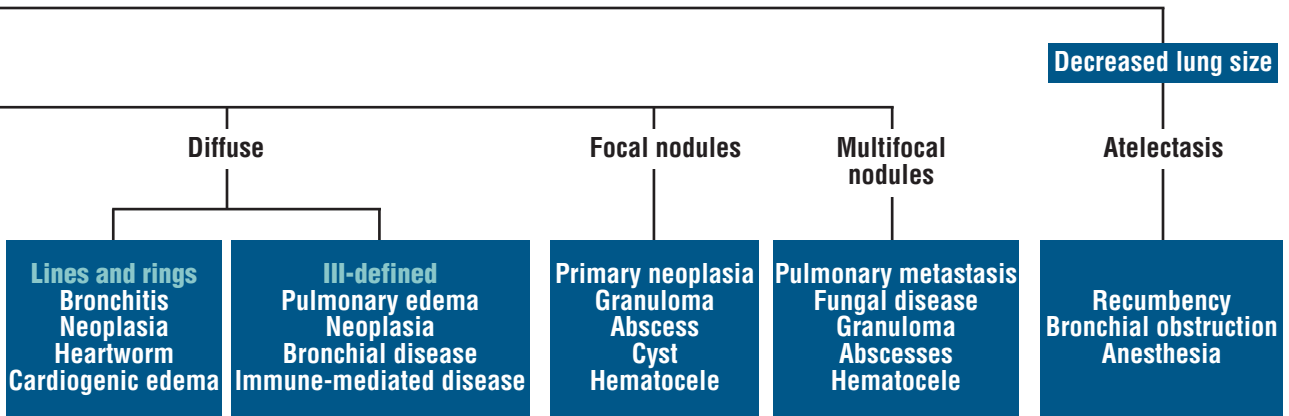 Decreased lung size
Diffuse
Focal nodules
Multifocal
nodules
Atelectasis
Lines and rings
Bronchitis
Neoplasia
Heartworm
Cardiogenic edema
Ill-defined
Pulmonary edema
Neoplasia
Bronchial disease
Immune-mediated disease
Primary neoplasia
Granuloma
Abscess
Cyst
Hematocele
Pulmonary metastasis
Fungal disease
Granuloma
Abscesses
Hematocele
Recumbency
Bronchial obstruction
Anesthesia